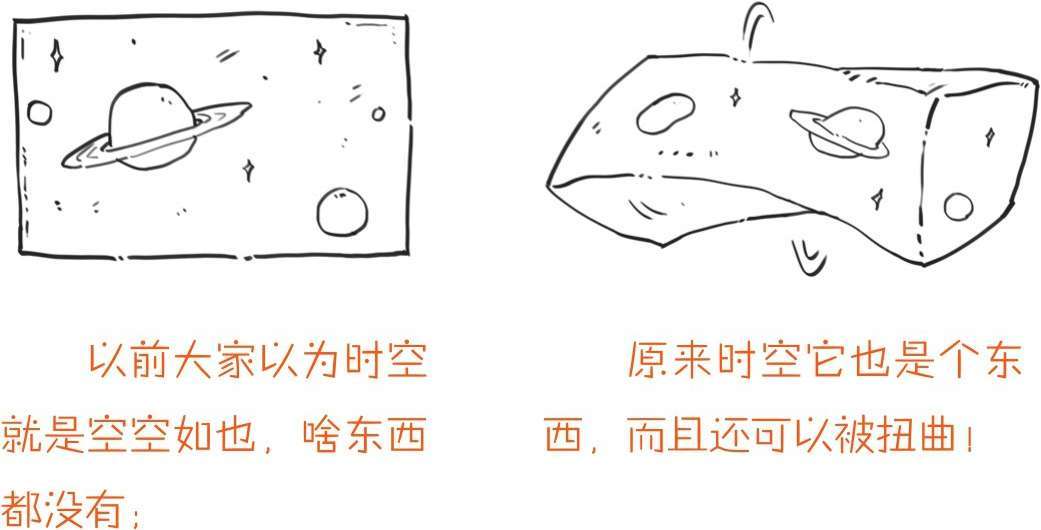 以前大家以为时空
就是空空如也，啥东西
都没有；
原来时空它也是个东
西，而且还可以被扭曲！